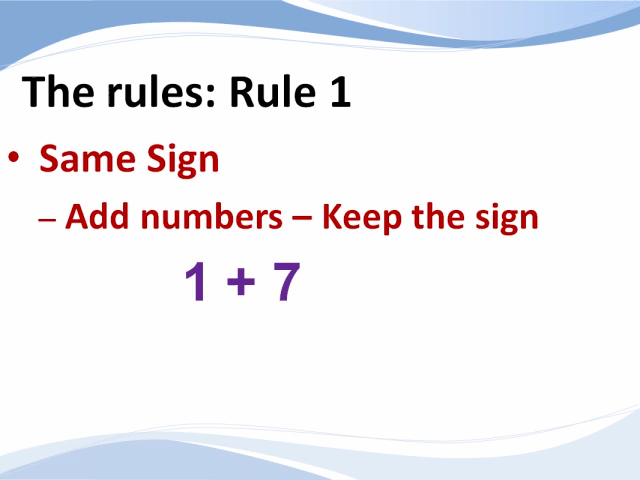 The rules: Rule 1
• Same Sign
– Add numbers – Keep the sign
1 + 7